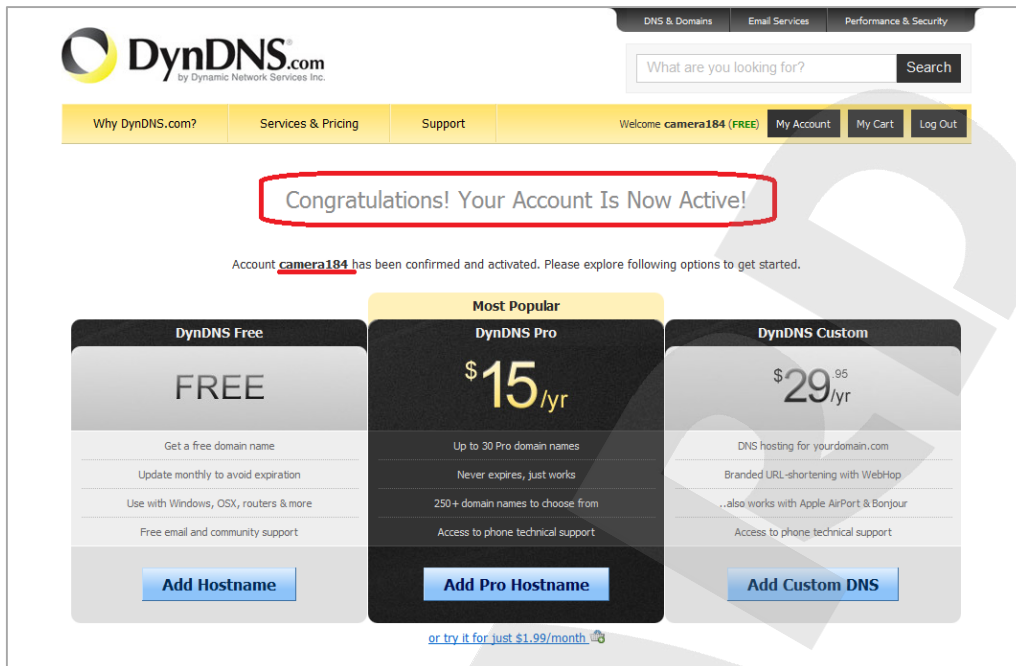 DNS & Domains Email Services Performance & Security
DynDNS.com
by Dynamic Network Services Inc.
What are you looking for? Search
Why DynDNS.com? Services & Pricing Support Welcome camera184 (FREE) My Account My Cart Log Out
Congratulations! Your Account Is Now Active!
Account camera184 has been confirmed and activated. Please explore following options to get started.
Most Popular
DynDNS Free DynDNS Pro DynDNS Custom
FREE $15/yr $29.95/yr
Get a free domain name Up to 30 Pro domain names DNS hosting for yourdomain.com
Update monthly to avoid expiration Never expires, just works Branded URL-shortening with WebHop
Use with Windows, OSX, routers & more 250+ domain names to choose from ..also works with Apple AirPort & Bonjour
Free email and community support Access to phone technical support Access to phone technical support
Add Hostname Add Pro Hostname Add Custom DNS
or try it for just $1.99/month